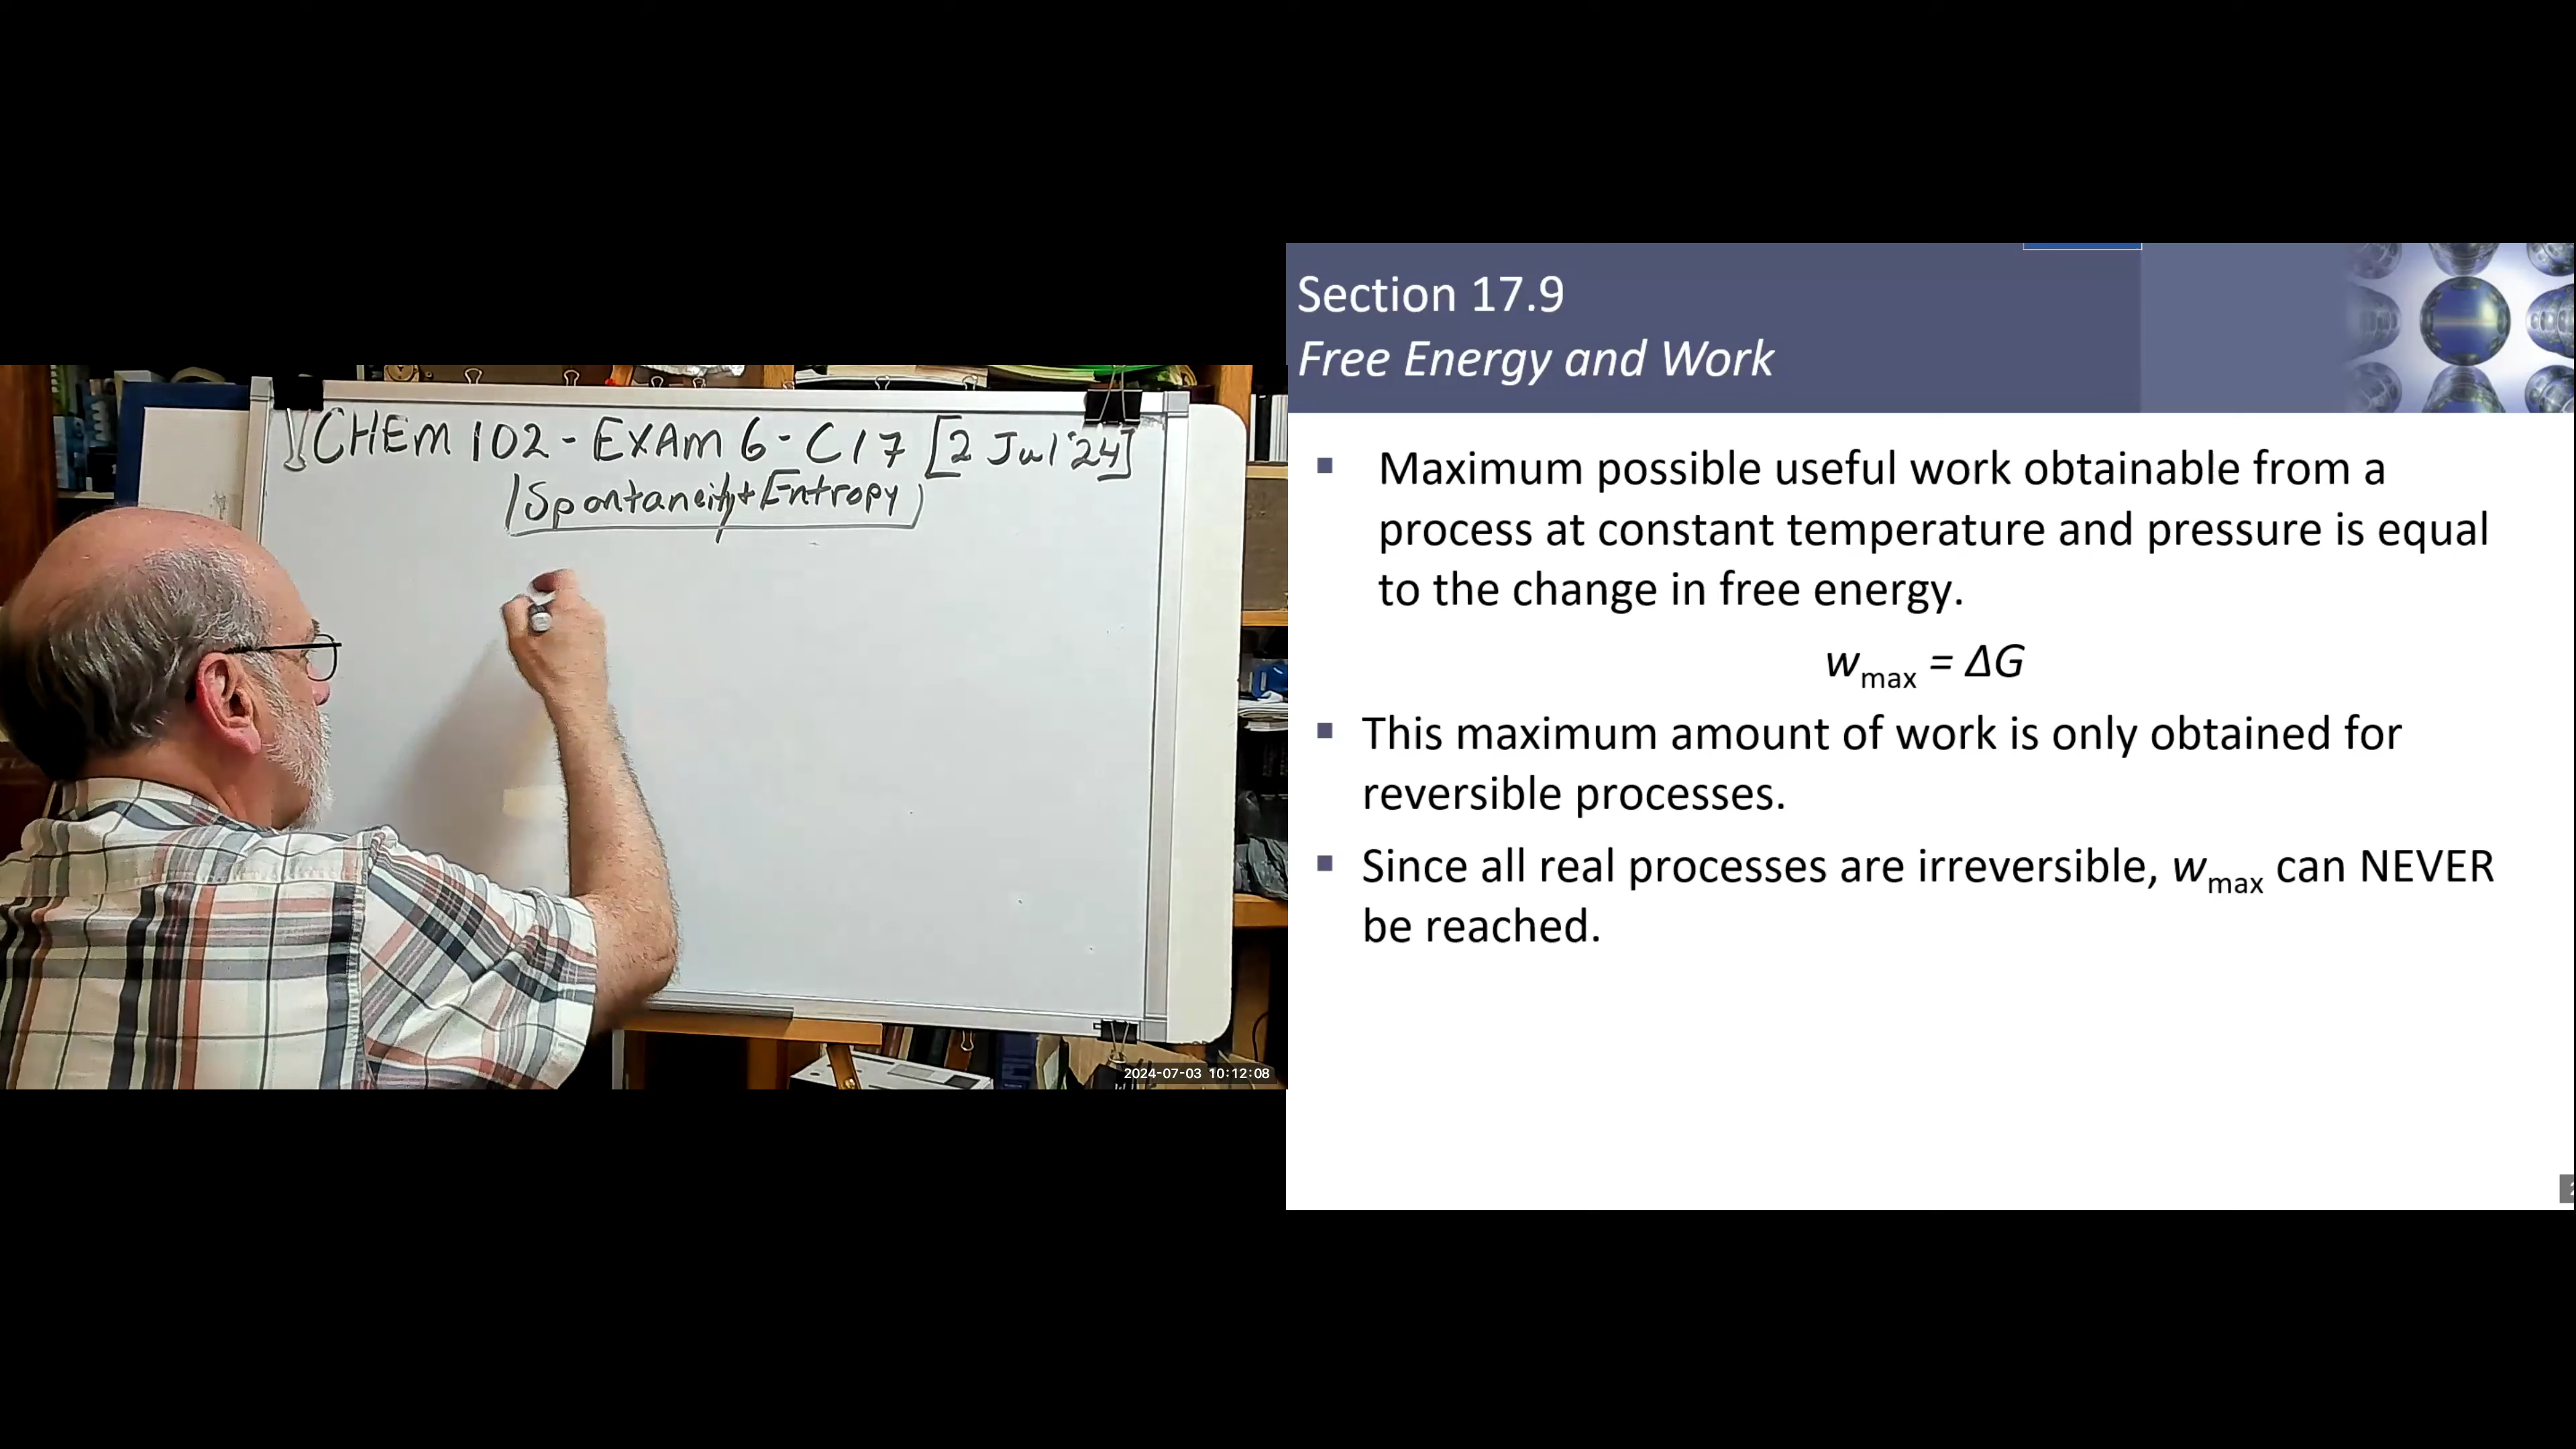 CHEM 102 - EXAM 6 - C17 [2 Jul '24]
Spontaneity + Entropy
2024-07-03 10:12:08
Section 17.9
Free Energy and Work
▪ Maximum possible useful work obtainable from a
process at constant temperature and pressure is equal
to the change in free energy.
wmax = ΔG
▪ This maximum amount of work is only obtained for
reversible processes.
▪ Since all real processes are irreversible, wmax can NEVER
be reached.